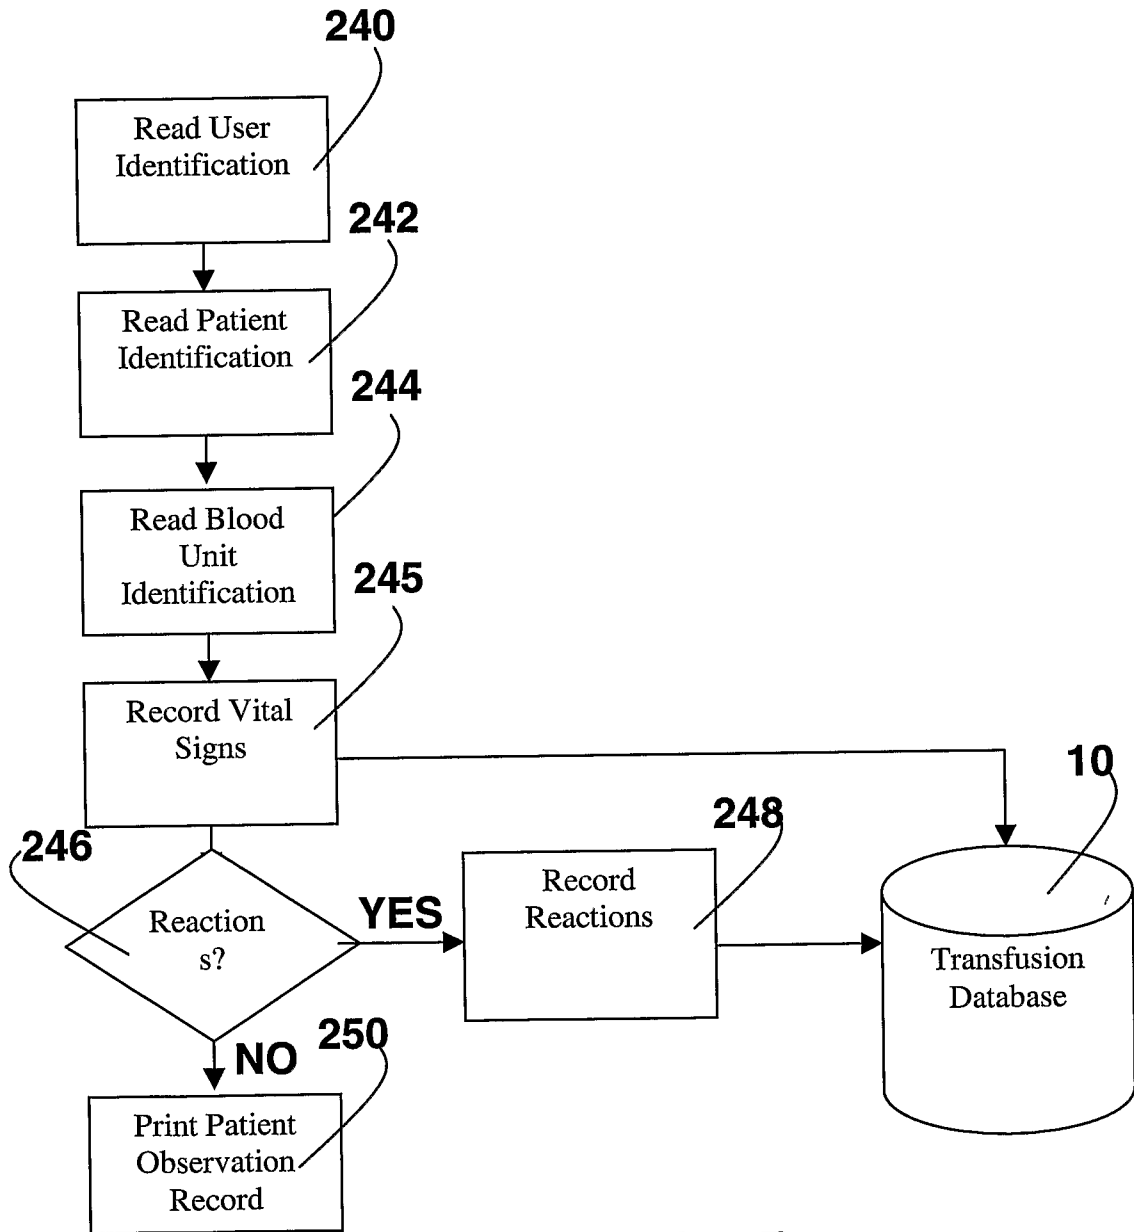 240
Read User
Identification
242
Read Patient
Identification
244
Read Blood
Unit
Identification
245
Record Vital
Signs
10
248
246
Record
Reactions
YES
Reaction
s?
Transfusion
Database
250
NO
Print Patient
Observation
Record